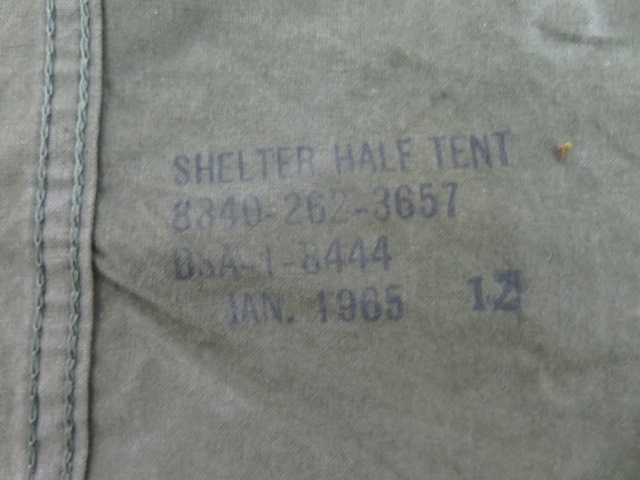 SHELTER HALF TENT
8340-262-3657
DSA-1-8444
JAN. 1965 12